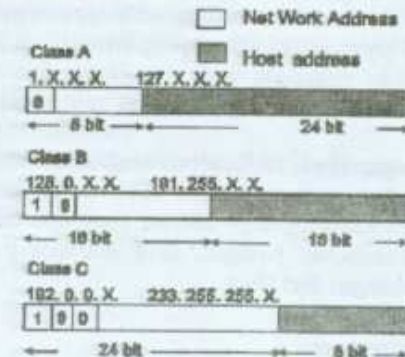 Net Work Address
Host address
Class A
1. X. X. X. 127. X. X. X.
0
8 bit 24 bit
Class B
128. 0. X. X. 191. 255. X. X.
1 0
16 bit 16 bit
Class C
192. 0. 0. X. 233. 255. 255. X.
1 0 0
24 bit 8 bit